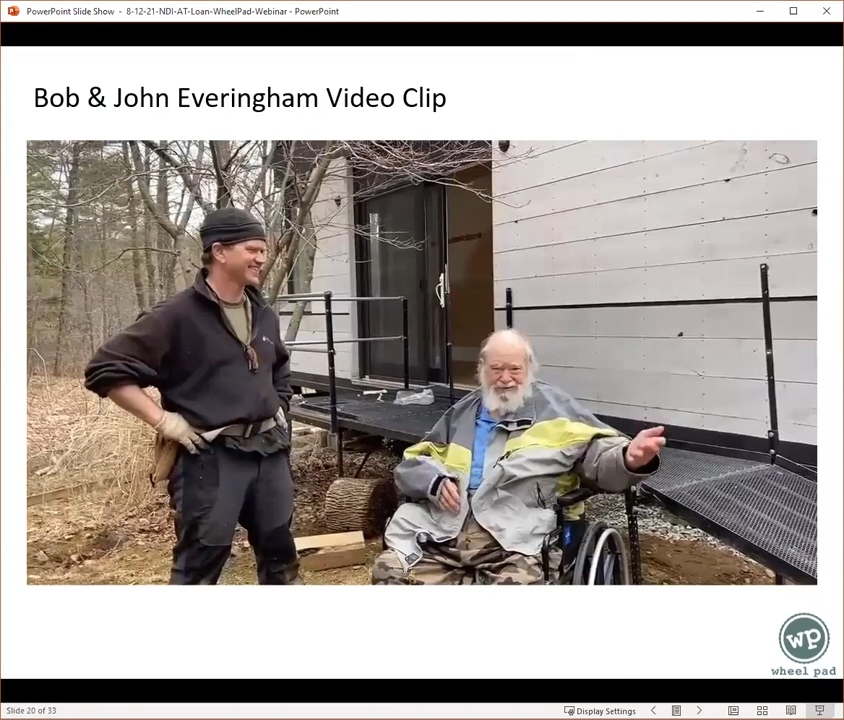 PowerPoint Slide Show - 8-12-21-NDI-AT-Loan-WheelPad-Webinar - PowerPoint
Bob & John Everingham Video Clip
wp
wheel pad
Slide 20 of 33
Display Settings